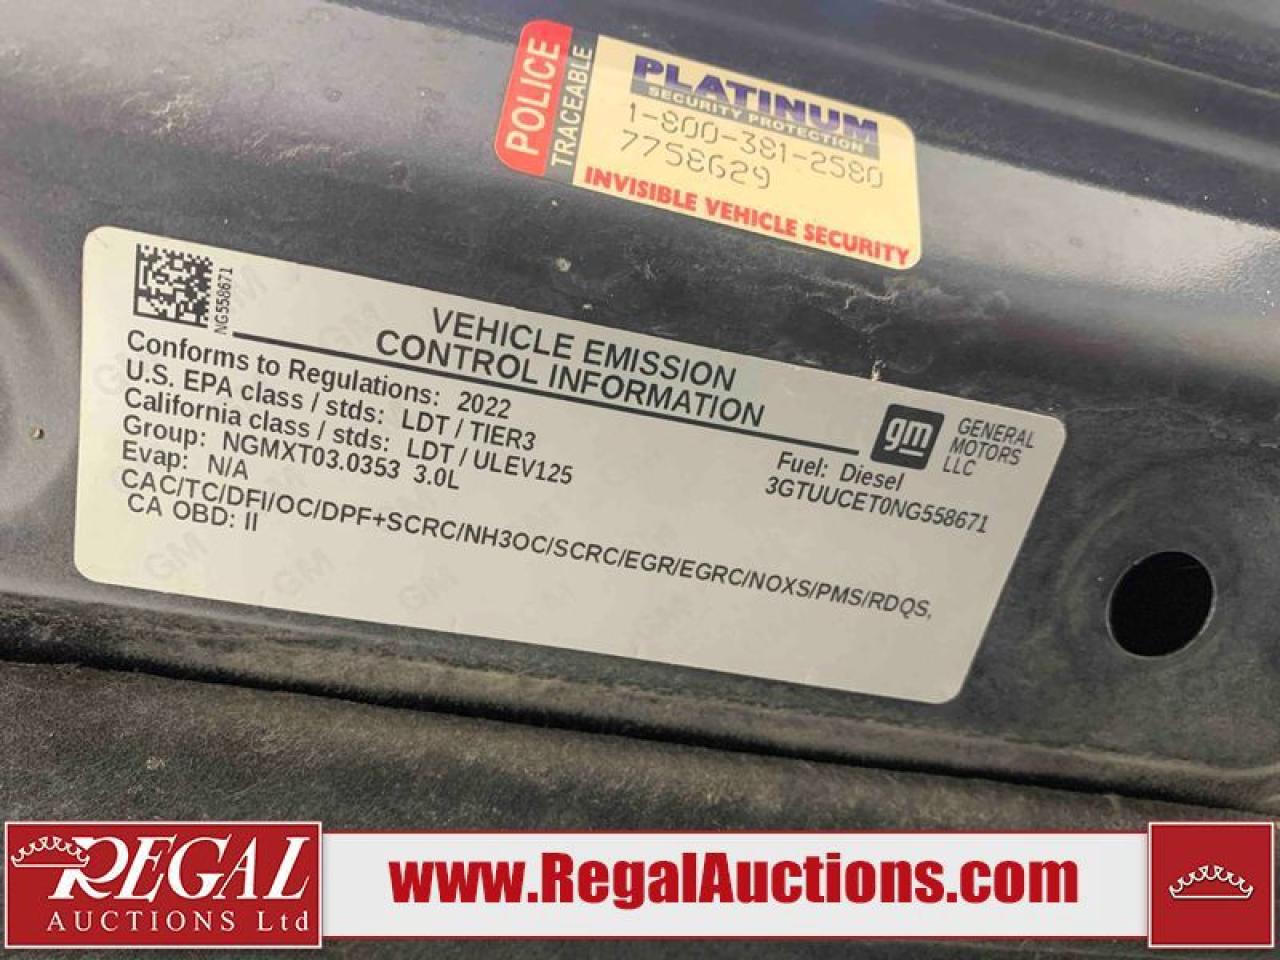 POLICE
TRACEABLE
PLATINUM
SECURITY PROTECTION
1-800-381-2580
7758629
INVISIBLE VEHICLE SECURITY
NG558671
VEHICLE EMISSION
CONTROL INFORMATION
Conforms to Regulations: 2022
U.S. EPA class / stds: LDT / TIER3
California class / stds: LDT / ULEV125
Group: NGMXT03.0353 3.0L
Evap: N/A
CAC/TC/DFI/OC/DPF+SCRC/NH3OC/SCRC/EGR/EGRC/NOXS/PMS/RDQS,
CA OBD: II
gm
GENERAL
MOTORS
LLC
Fuel: Diesel
3GTUUCET0NG558671
REGAL
AUCTIONS Ltd
www.RegalAuctions.com